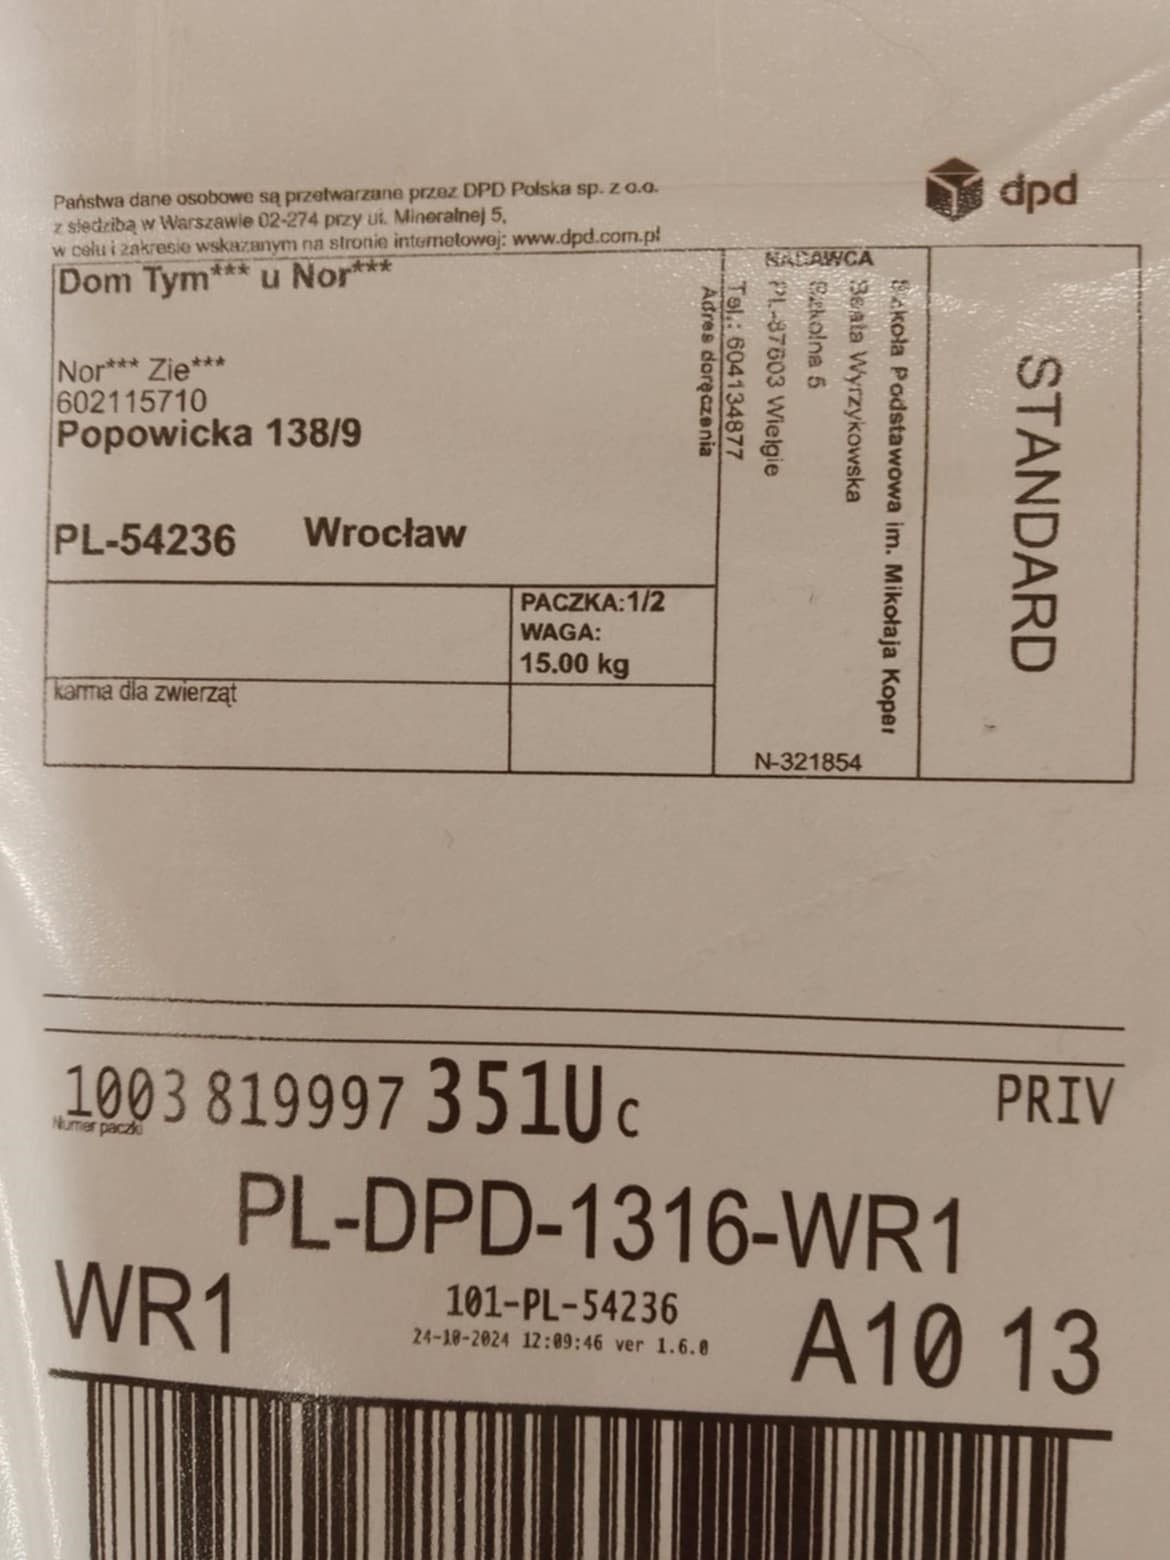 Państwa dane osobowe są przetwarzane przez DPD Polska sp. z o.o.
z siedzibą w Warszawie 02-274 przy ul. Mineralnej 5,
w celu i zakresie wskazanym na stronie internetowej: www.dpd.com.pl
dpd
Dom Tym*** u Nor***
Nor*** Zie***
602115710
Popowicka 138/9
PL-54236 Wrocław
Adres doręczenia
PACZKA:1/2
WAGA:
15.00 kg
karma dla zwierząt
NADAWCA
Szkoła Podstawowa im. Mikołaja Koper
Beata Wyrzykowska
Szkolna 5
PL-87603 Wielgie
Tel.: 604134877
N-321854
STANDARD
1003 819997 351U c
Numer paczki
PRIV
PL-DPD-1316-WR1
WR1
101-PL-54236
24-10-2024 12:09:46 ver 1.6.0
A10 13